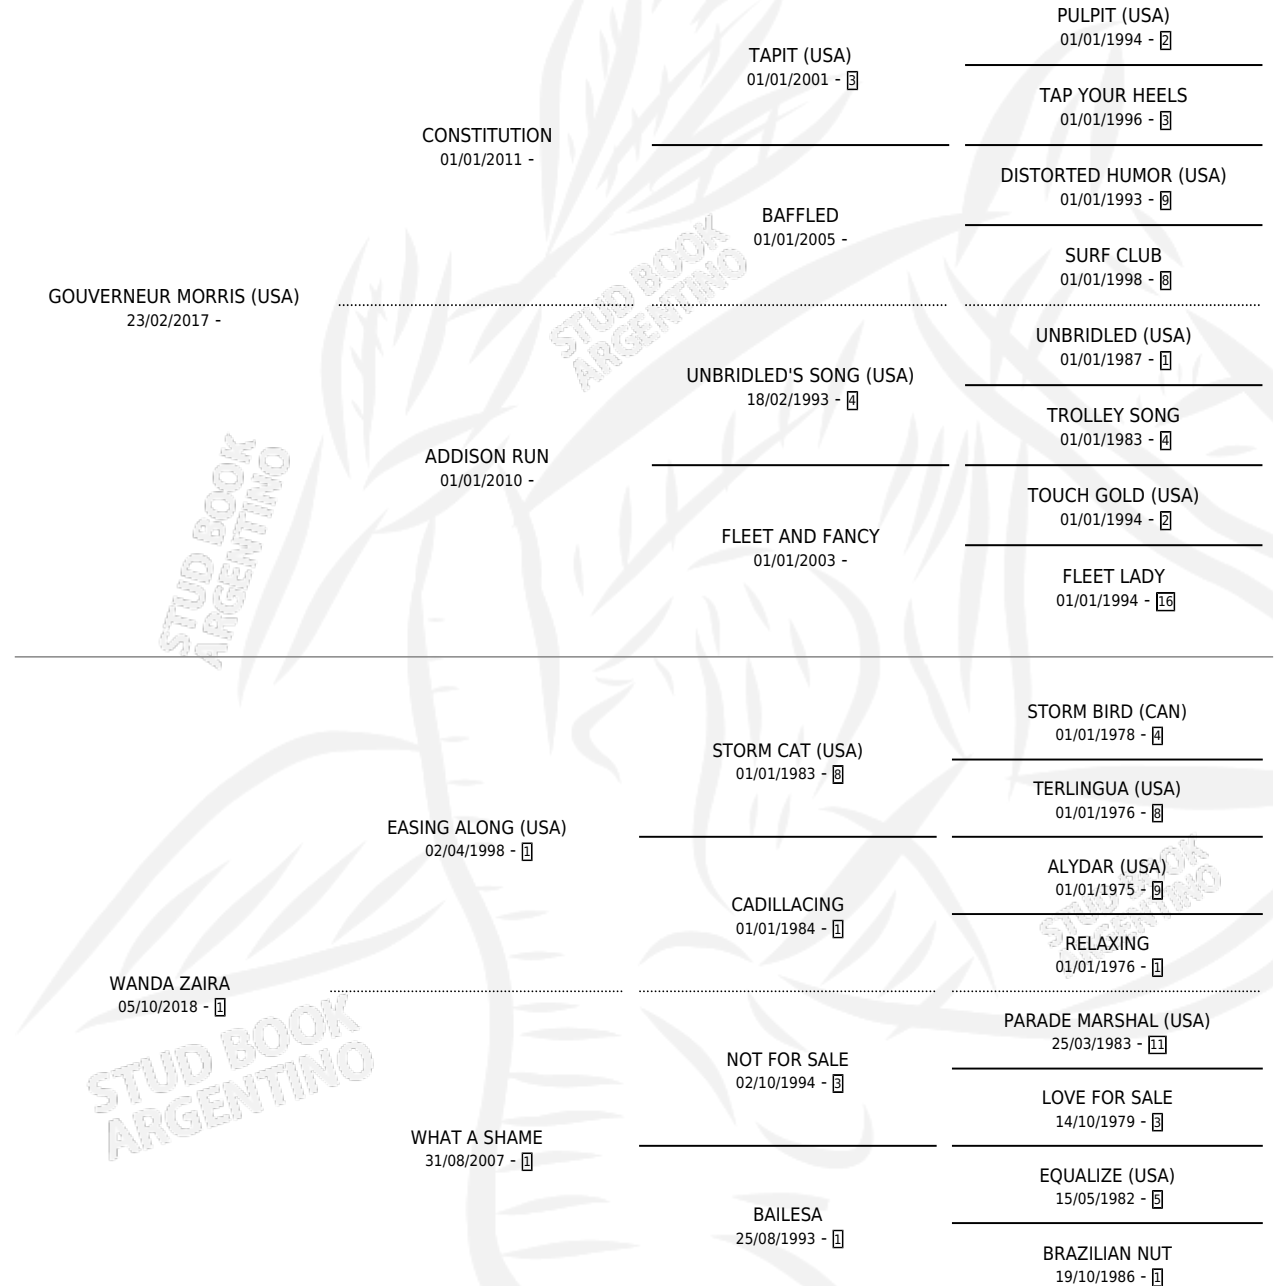 PULPIT (USA)
01/01/1994 - 2
TAPIT (USA)
01/01/2001 - 3
TAP YOUR HEELS
01/01/1996 - 3
CONSTITUTION
01/01/2011 -
DISTORTED HUMOR (USA)
01/01/1993 - 9
BAFFLED
01/01/2005 -
SURF CLUB
01/01/1998 - 8
GOUVERNEUR MORRIS (USA)
23/02/2017 -
UNBRIDLED (USA)
01/01/1987 - 1
UNBRIDLED'S SONG (USA)
18/02/1993 - 4
TROLLEY SONG
01/01/1983 - 4
ADDISON RUN
01/01/2010 -
TOUCH GOLD (USA)
01/01/1994 - 2
FLEET AND FANCY
01/01/2003 -
FLEET LADY
01/01/1994 - 16
STORM BIRD (CAN)
01/01/1978 - 4
STORM CAT (USA)
01/01/1983 - 8
TERLINGUA (USA)
01/01/1976 - 8
EASING ALONG (USA)
02/04/1998 - 1
ALYDAR (USA)
01/01/1975 - 9
CADILLACING
01/01/1984 - 1
RELAXING
01/01/1976 - 1
WANDA ZAIRA
05/10/2018 - 1
PARADE MARSHAL (USA)
25/03/1983 - 11
NOT FOR SALE
02/10/1994 - 3
LOVE FOR SALE
14/10/1979 - 3
WHAT A SHAME
31/08/2007 - 1
EQUALIZE (USA)
15/05/1982 - 5
BAILESA
25/08/1993 - 1
BRAZILIAN NUT
19/10/1986 - 1
STUD BOOK
ARGENTINO
STUD BOOK
ARGENTINO
STUD BOOK
ARGENTINO
STUD BOOK
ARGENTINO